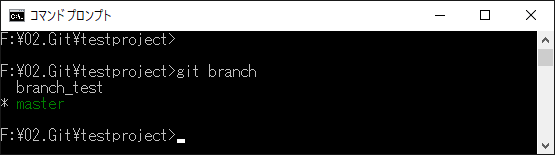 コマンドプロンプト
F:¥02.Git¥testproject>
F:¥02.Git¥testproject>git branch
branch_test
* master
F:¥02.Git¥testproject>